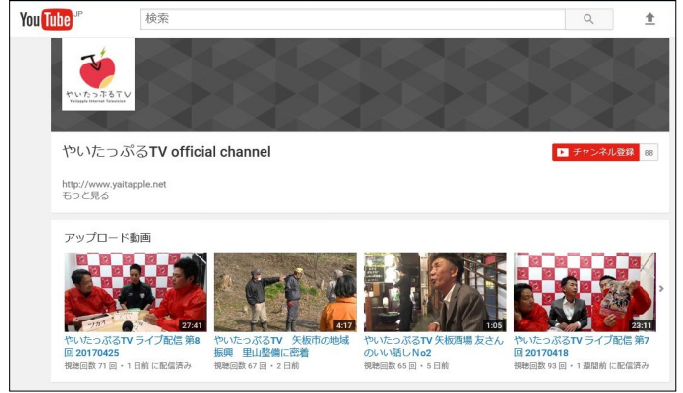 You Tube JP
検索
やいたっぷるTV
Yaitapple Internet Television
やいたっぷるTV official channel
チャンネル登録 88
http://www.yaitapple.net
もっと見る
アップロード動画
27:41
4:17
1:05
23:11
やいたっぷるTV ライブ配信 第8
回 20170425
視聴回数 71 回・1 日前 に配信済み
やいたっぷるTV 矢板市の地域
振興 里山整備に密着
視聴回数 67 回・2 日前
やいたっぷるTV 矢板酒場 友さん
のいい話し No2
視聴回数 65 回・5 日前
やいたっぷるTV ライブ配信 第7
回 20170418
視聴回数 93 回・1 週間前 に配信済み